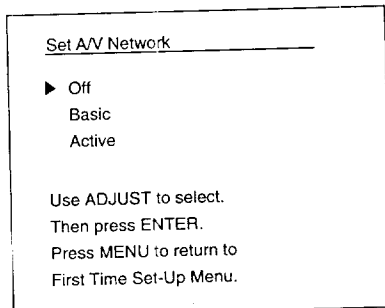 Set A/V Network
▶ Off
Basic
Active
Use ADJUST to select.
Then press ENTER.
Press MENU to return to
First Time Set-Up Menu.